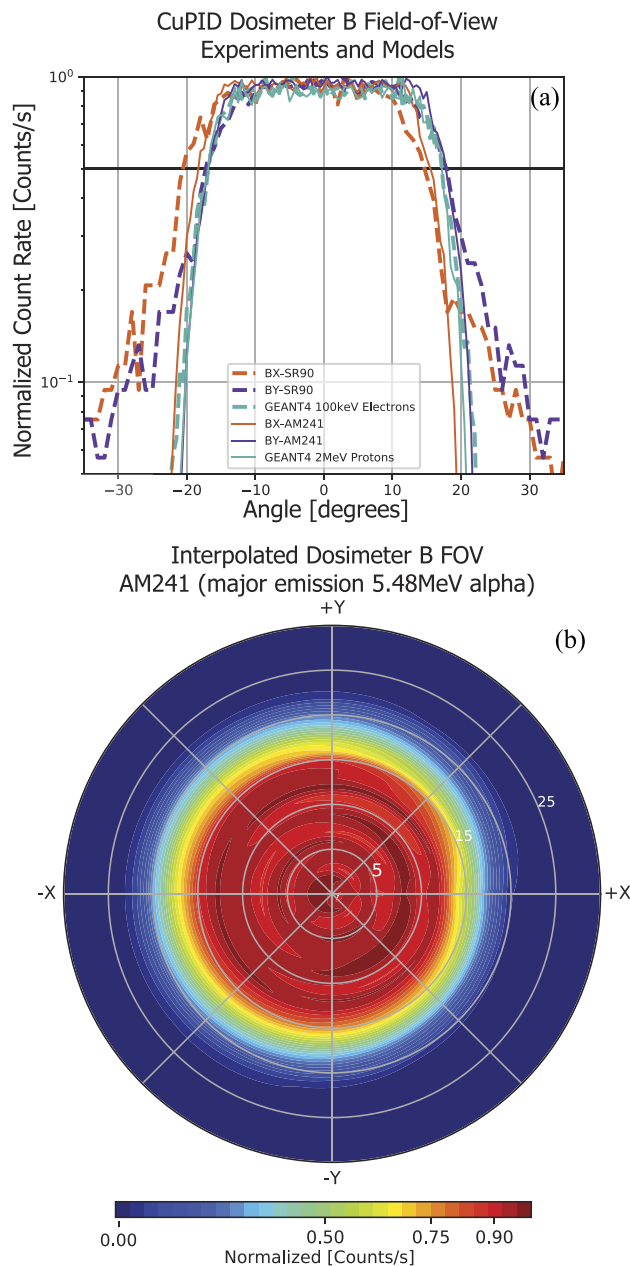 CuPID Dosimeter B Field-of-View
Experiments and Models
(a)
Normalized Count Rate [Counts/s]
10⁰
10⁻¹
BX-SR90
BY-SR90
GEANT4 100keV Electrons
BX-AM241
BY-AM241
GEANT4 2MeV Protons
−30 −20 −10 0 10 20 30
Angle [degrees]
Interpolated Dosimeter B FOV
AM241 (major emission 5.48MeV alpha)
+Y
(b)
25
15
5
-X
+X
-Y
0.00 0.50 0.75 0.90
Normalized [Counts/s]